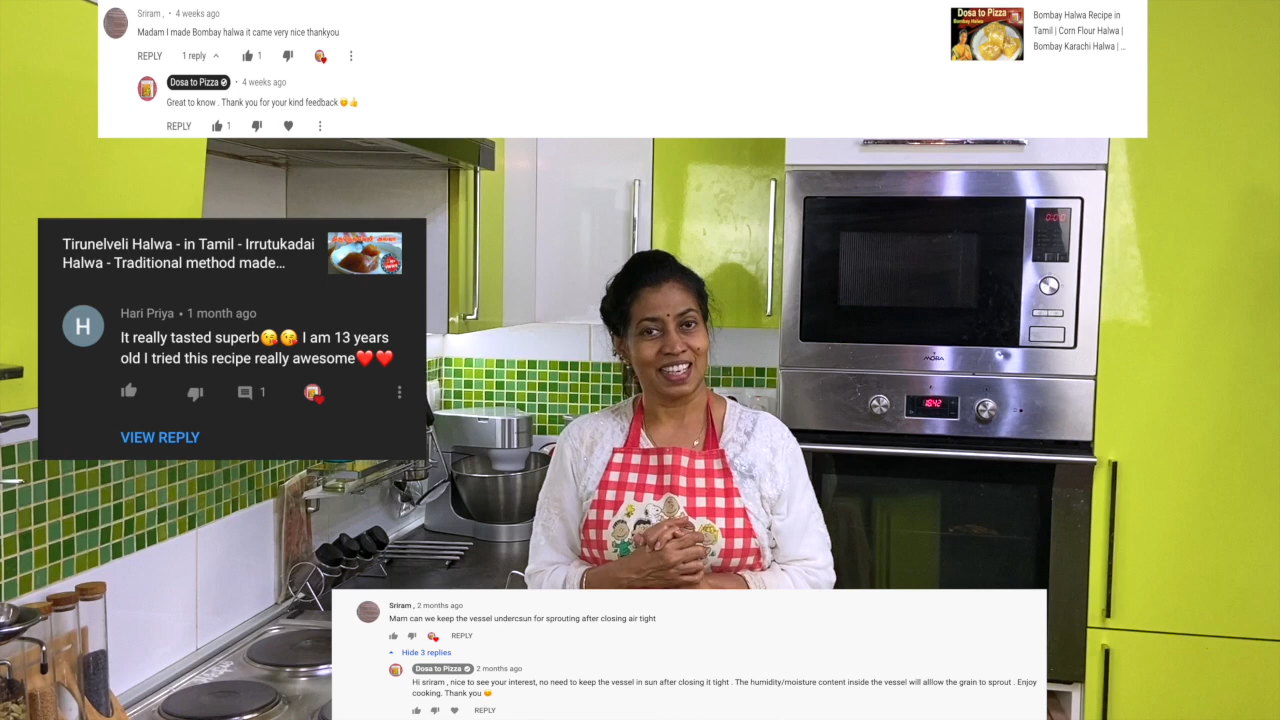 Sriram , • 4 weeks ago
Madam I made Bombay halwa it came very nice thankyou
REPLY 1 reply 1
Dosa to Pizza • 4 weeks ago
Great to know . Thank you for your kind feedback 😊👍
REPLY 1
Dosa to Pizza
Bombay Halwa
Bombay Halwa Recipe in
Tamil | Corn Flour Halwa |
Bombay Karachi Halwa | ...
Tirunelveli Halwa - in Tamil - Irrutukadai
Halwa - Traditional method made...
H
Hari Priya • 1 month ago
It really tasted superb😘😘 I am 13 years
old I tried this recipe really awesome❤️❤️
1
VIEW REPLY
0:00
MORA
18:42
Sriram , 2 months ago
Mam can we keep the vessel undercsun for sprouting after closing air tight
REPLY
Hide 3 replies
Dosa to Pizza 2 months ago
Hi sriram , nice to see your interest, no need to keep the vessel in sun after closing it tight . The humidity/moisture content inside the vessel will alllow the grain to sprout . Enjoy
cooking. Thank you 😊
REPLY